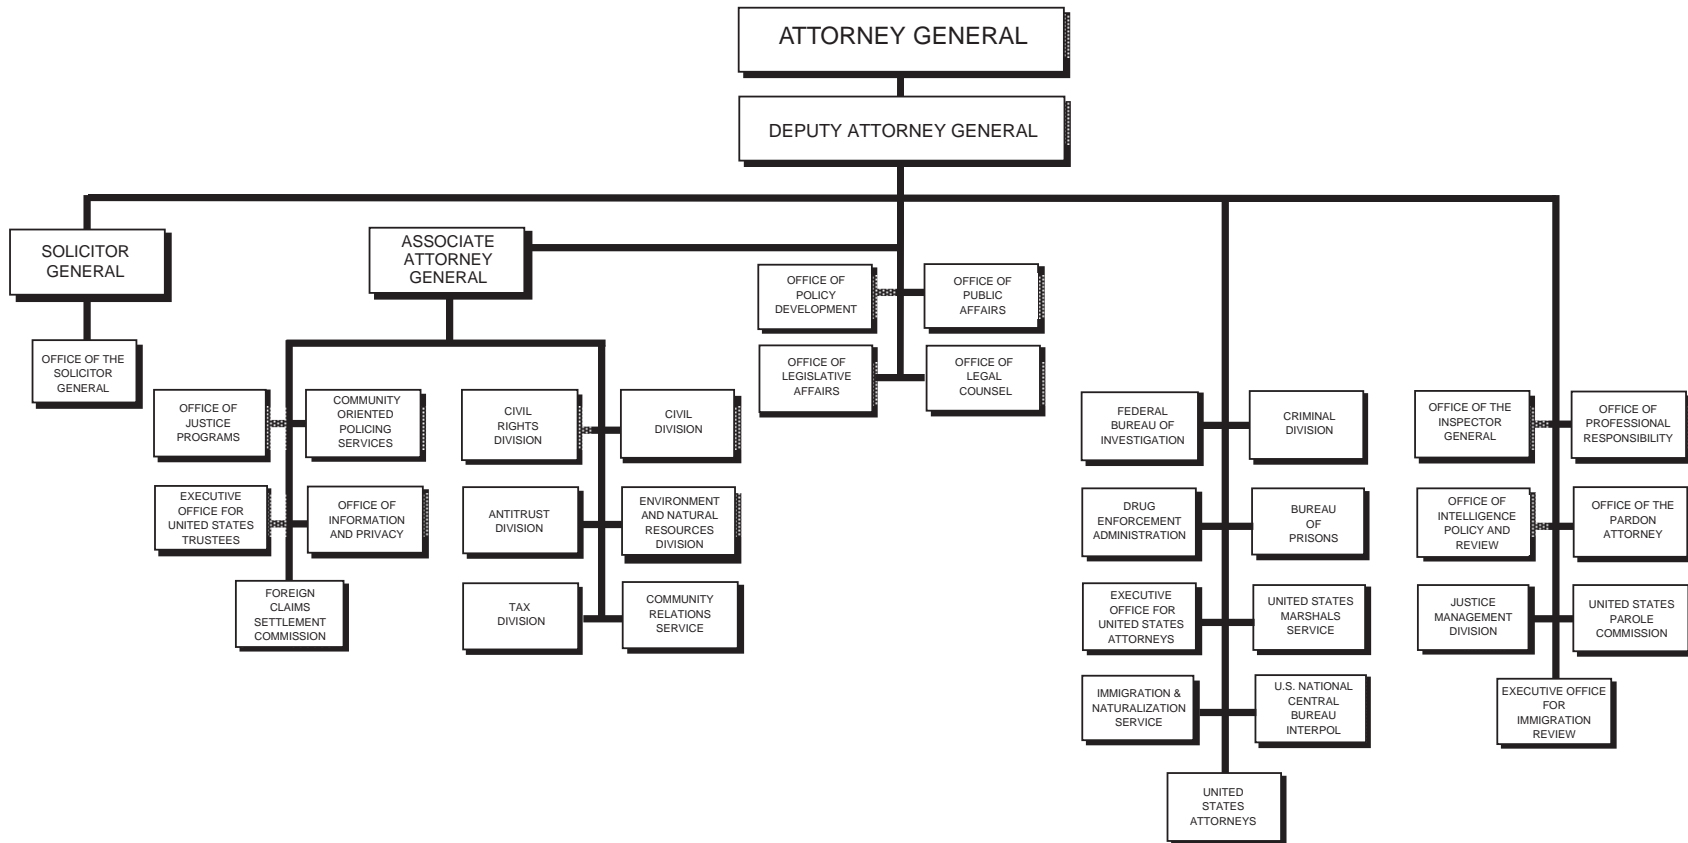 ATTORNEY GENERAL
DEPUTY ATTORNEY GENERAL
SOLICITOR
GENERAL
OFFICE OF THE
SOLICITOR
GENERAL
ASSOCIATE
ATTORNEY
GENERAL
OFFICE OF
JUSTICE
PROGRAMS
COMMUNITY
ORIENTED
POLICING
SERVICES
EXECUTIVE
OFFICE FOR
UNITED STATES
TRUSTEES
OFFICE OF
INFORMATION
AND PRIVACY
FOREIGN
CLAIMS
SETTLEMENT
COMMISSION
CIVIL
RIGHTS
DIVISION
CIVIL
DIVISION
ANTITRUST
DIVISION
ENVIRONMENT
AND NATURAL
RESOURCES
DIVISION
TAX
DIVISION
COMMUNITY
RELATIONS
SERVICE
OFFICE OF
POLICY
DEVELOPMENT
OFFICE OF
PUBLIC
AFFAIRS
OFFICE OF
LEGISLATIVE
AFFAIRS
OFFICE OF
LEGAL
COUNSEL
FEDERAL
BUREAU OF
INVESTIGATION
CRIMINAL
DIVISION
DRUG
ENFORCEMENT
ADMINISTRATION
BUREAU
OF
PRISONS
EXECUTIVE
OFFICE FOR
UNITED STATES
ATTORNEYS
UNITED STATES
MARSHALS
SERVICE
IMMIGRATION &
NATURALIZATION
SERVICE
U.S. NATIONAL
CENTRAL
BUREAU
INTERPOL
UNITED
STATES
ATTORNEYS
OFFICE OF THE
INSPECTOR
GENERAL
OFFICE OF
PROFESSIONAL
RESPONSIBILITY
OFFICE OF
INTELLIGENCE
POLICY AND
REVIEW
OFFICE OF THE
PARDON
ATTORNEY
JUSTICE
MANAGEMENT
DIVISION
UNITED STATES
PAROLE
COMMISSION
EXECUTIVE OFFICE
FOR
IMMIGRATION
REVIEW